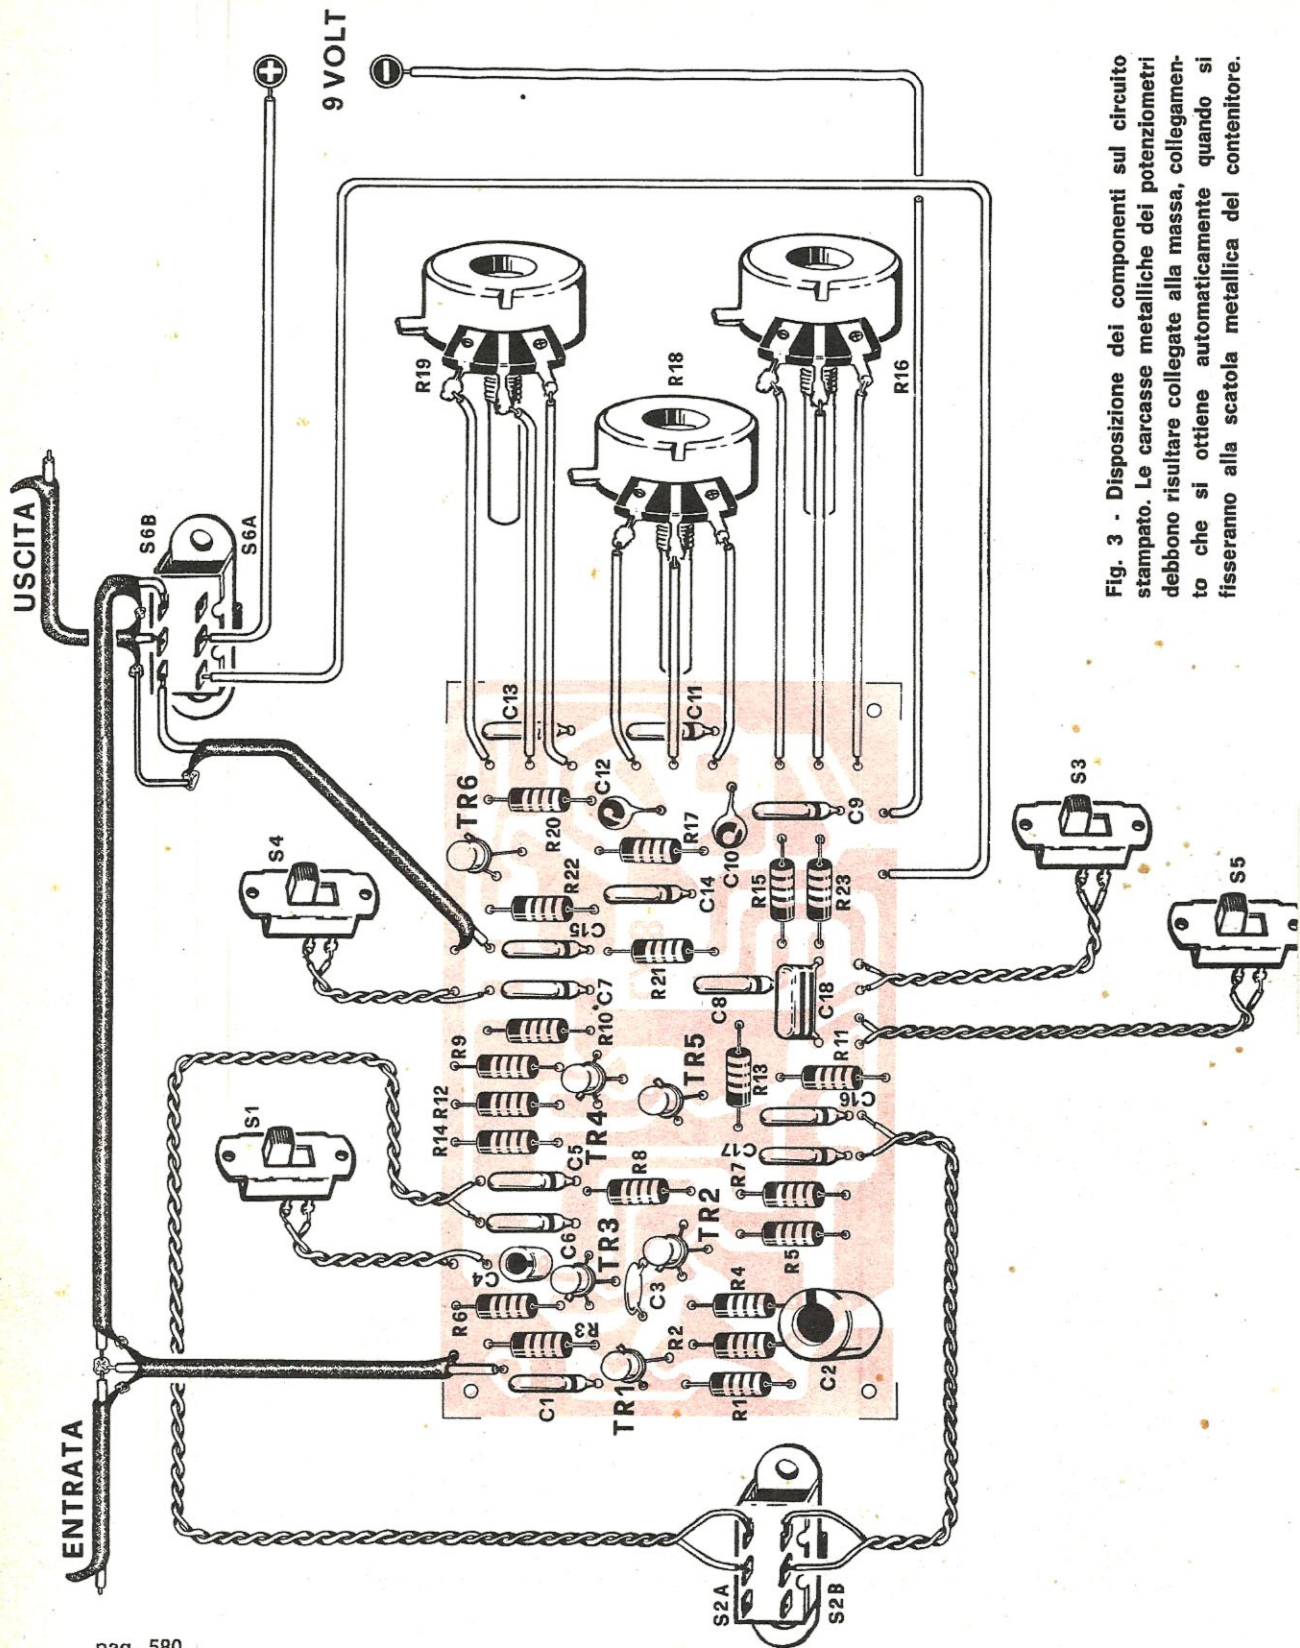 USCITA
9 VOLT
S6B
S6A
R19
R18
R16
S4
TR6
C13
C11
C12
R20
R17
C10
C9
S3
R22
C14
R15
R23
S5
C15
R21
C7
C8
C18
R10*
R9
R12
R14
TR4
TR5
R13
R11
C16
C17
S1
C5
C6
R8
R7
R5
C4
TR3
TR2
C3
R6
R3
R2
R4
C2
C1
TR1
R1
ENTRATA
S2A
S2B
Fig. 3 - Disposizione dei componenti sul circuito
stampato. Le carcasse metalliche dei potenziometri
debbono risultare collegate alla massa, collegamen-
to che si ottiene automaticamente quando si
fisseranno alla scatola metallica del contenitore.
pag. 580